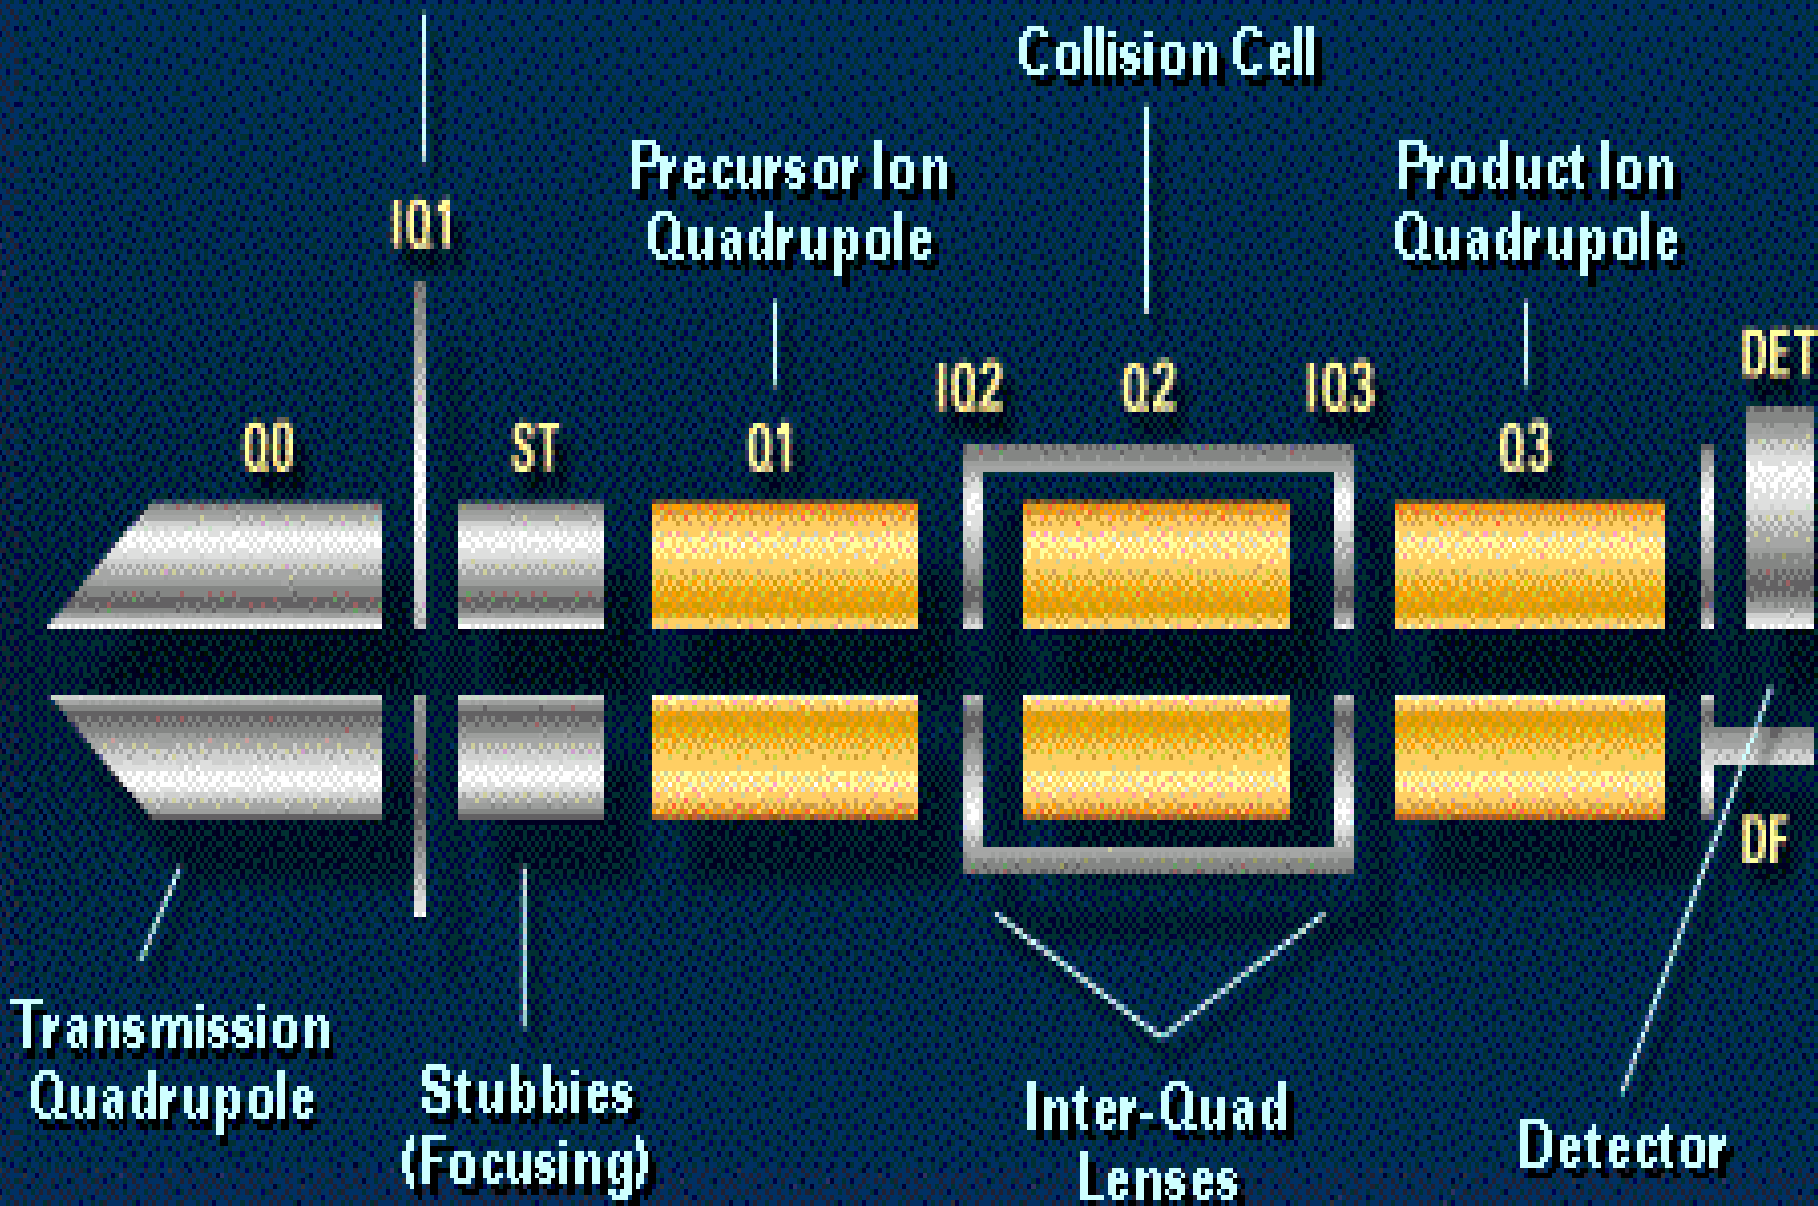 Collision Cell
Precursor Ion
Quadrupole
Product Ion
Quadrupole
IQ1
DET
IQ2
Q2
IQ3
Q0
ST
Q1
Q3
DF
Transmission
Quadrupole
Stubbies
(Focusing)
Inter-Quad
Lenses
Detector